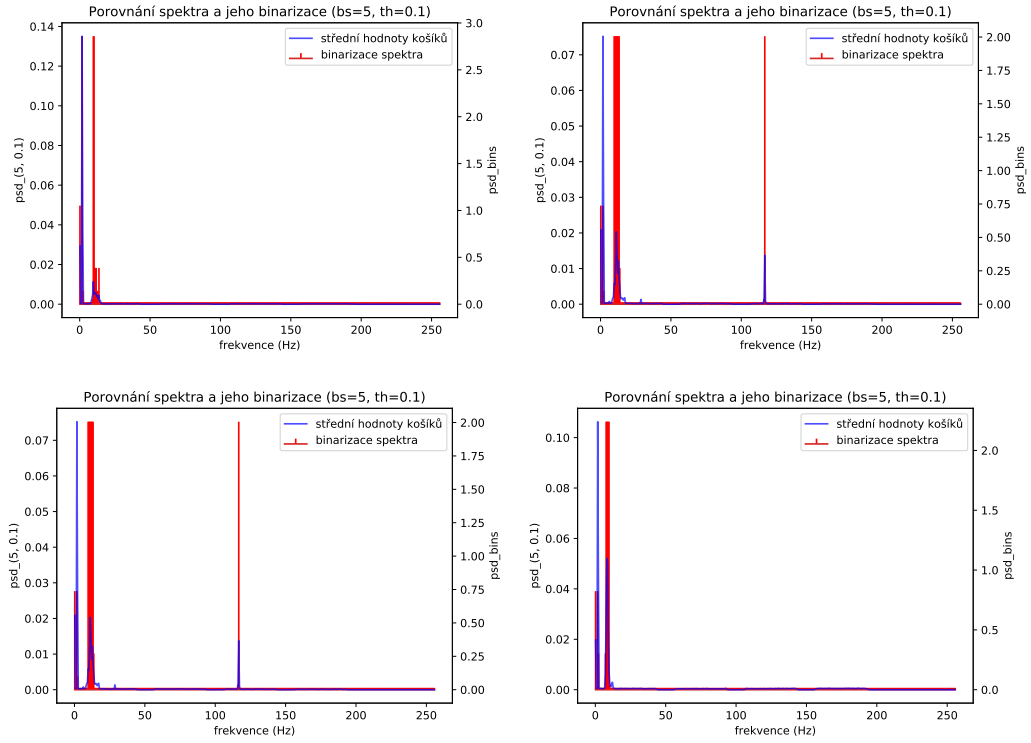 Porovnání spektra a jeho binarizace (bs=5, th=0.1)
střední hodnoty košíků
binarizace spektra
psd_(5, 0.1)
0.14
0.12
0.10
0.08
0.06
0.04
0.02
0.00
3.0
2.5
2.0
1.5
1.0
0.5
0.0
psd_bins
0 50 100 150 200 250
frekvence (Hz)
Porovnání spektra a jeho binarizace (bs=5, th=0.1)
střední hodnoty košíků
binarizace spektra
psd_(5, 0.1)
0.07
0.06
0.05
0.04
0.03
0.02
0.01
0.00
2.00
1.75
1.50
1.25
1.00
0.75
0.50
0.25
0.00
psd_bins
0 50 100 150 200 250
frekvence (Hz)
Porovnání spektra a jeho binarizace (bs=5, th=0.1)
střední hodnoty košíků
binarizace spektra
psd_(5, 0.1)
0.07
0.06
0.05
0.04
0.03
0.02
0.01
0.00
2.00
1.75
1.50
1.25
1.00
0.75
0.50
0.25
0.00
psd_bins
0 50 100 150 200 250
frekvence (Hz)
Porovnání spektra a jeho binarizace (bs=5, th=0.1)
střední hodnoty košíků
binarizace spektra
psd_(5, 0.1)
0.10
0.08
0.06
0.04
0.02
0.00
2.0
1.5
1.0
0.5
0.0
psd_bins
0 50 100 150 200 250
frekvence (Hz)